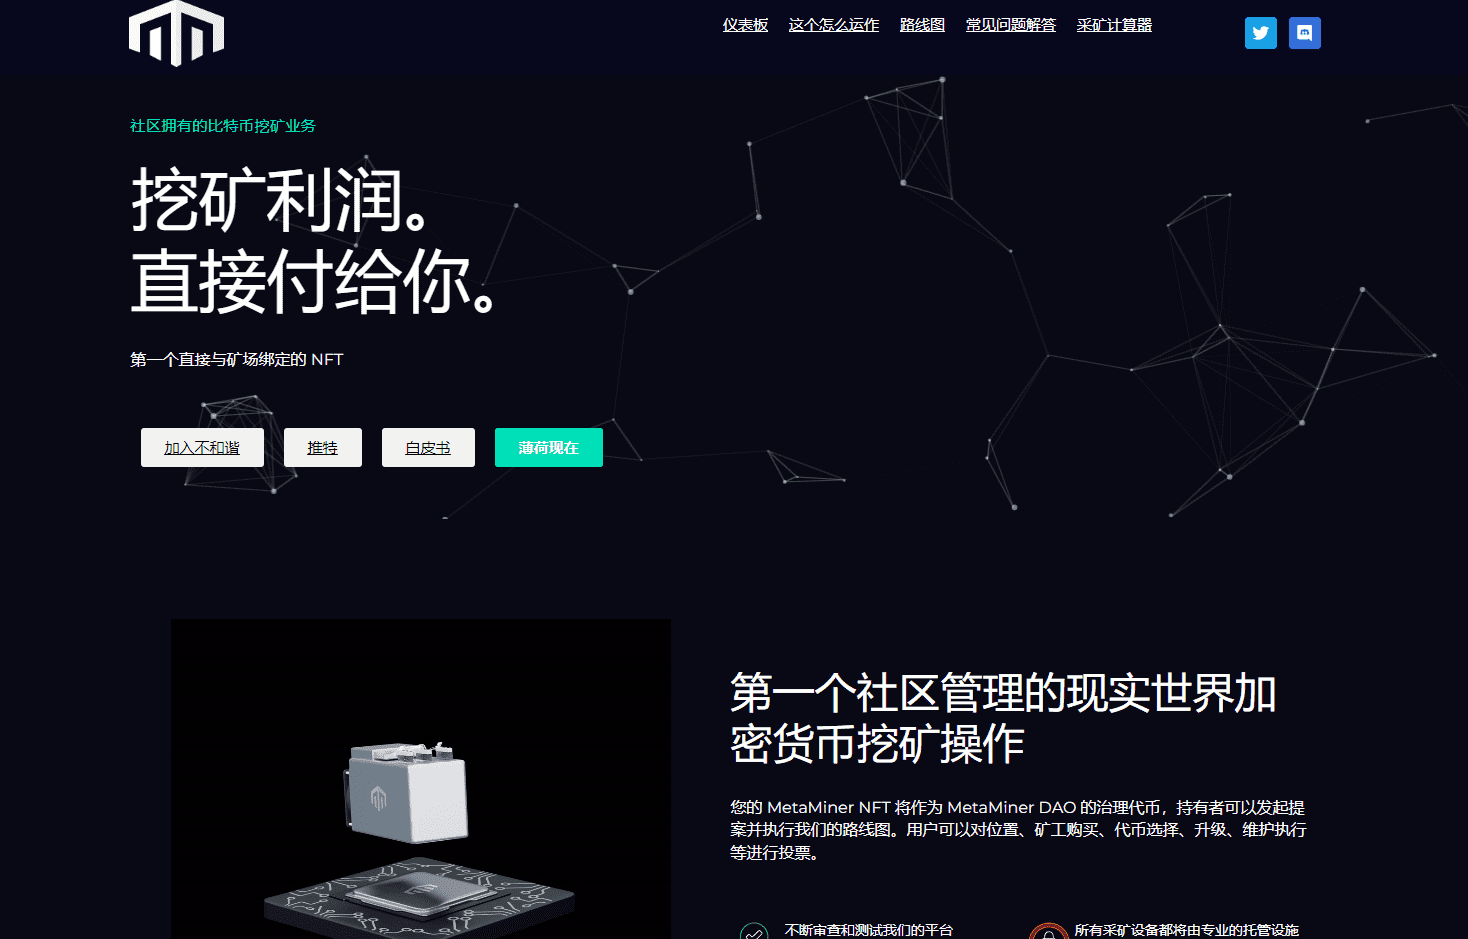 仪表板 这个怎么运作 路线图 常见问题解答 采矿计算器
社区拥有的比特币挖矿业务
挖矿利润。
直接付给你。
第一个直接与矿场绑定的 NFT
加入不和谐 推特 白皮书 薄荷现在
第一个社区管理的现实世界加
密货币挖矿操作
您的 MetaMiner NFT 将作为 MetaMiner DAO 的治理代币，持有者可以发起提
案并执行我们的路线图。用户可以对位置、矿工购买、代币选择、升级、维护执行
等进行投票。
不断审查和测试我们的平台 所有采矿设备都将由专业的托管设施